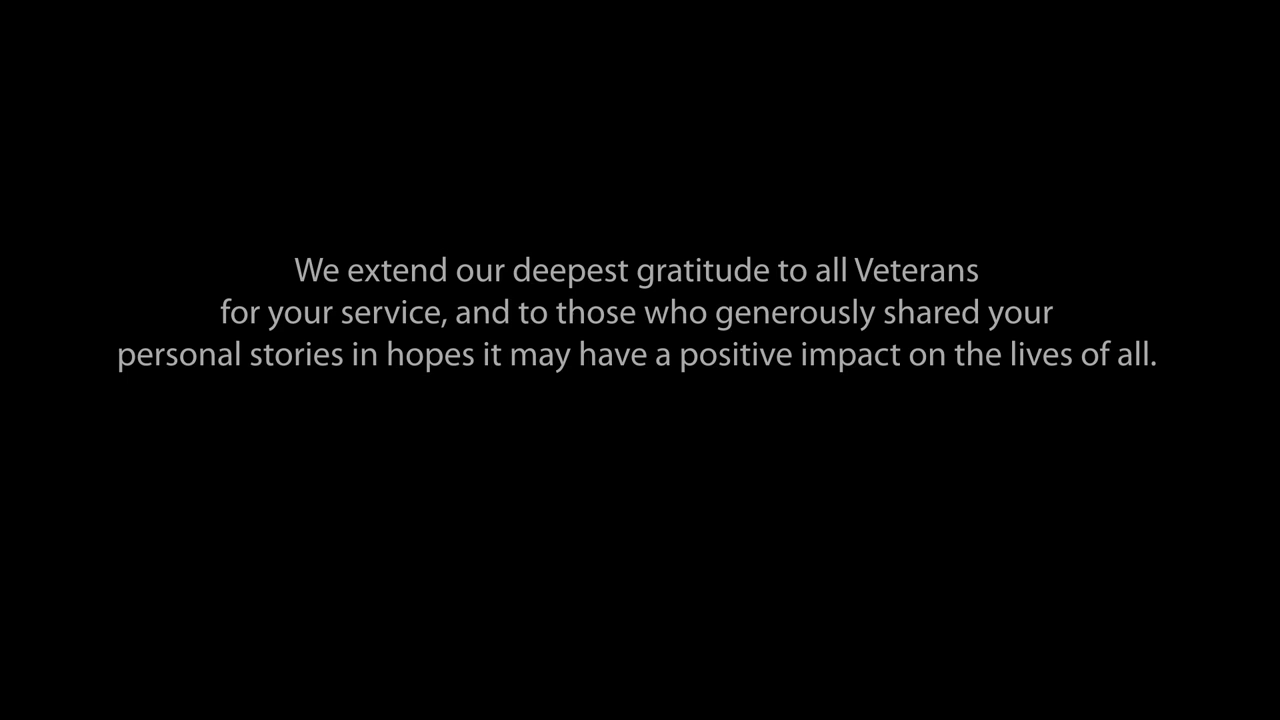 We extend our deepest gratitude to all Veterans
for your service, and to those who generously shared your
personal stories in hopes it may have a positive impact on the lives of all.